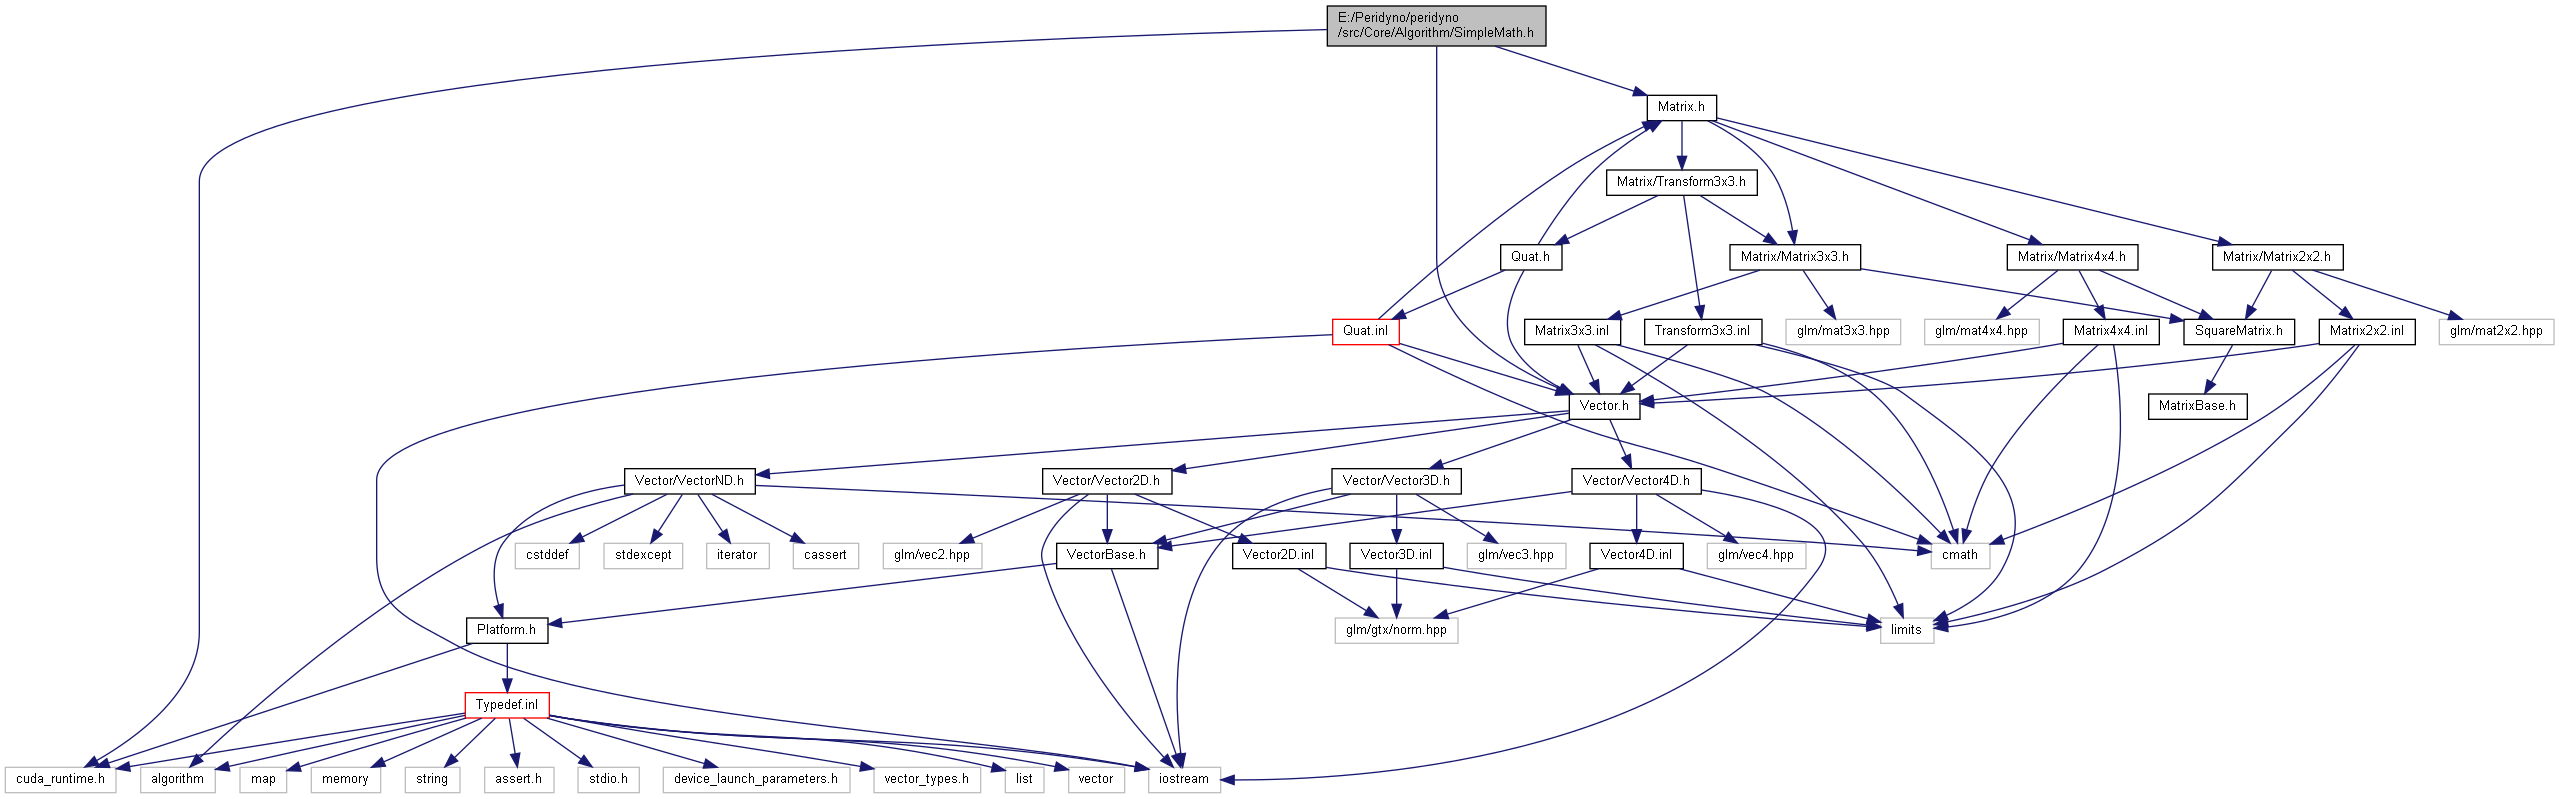 E:/Peridyno/peridyno
/src/Core/Algorithm/SimpleMath.h
Matrix.h
Matrix/Transform3x3.h
Quat.h
Matrix/Matrix3x3.h
Matrix/Matrix4x4.h
Matrix/Matrix2x2.h
Quat.inl
Matrix3x3.inl
Transform3x3.inl
glm/mat3x3.hpp
glm/mat4x4.hpp
Matrix4x4.inl
SquareMatrix.h
Matrix2x2.inl
glm/mat2x2.hpp
Vector.h
MatrixBase.h
Vector/VectorND.h
Vector/Vector2D.h
Vector/Vector3D.h
Vector/Vector4D.h
cstddef
stdexcept
iterator
cassert
glm/vec2.hpp
VectorBase.h
Vector2D.inl
Vector3D.inl
glm/vec3.hpp
Vector4D.inl
glm/vec4.hpp
cmath
Platform.h
glm/gtx/norm.hpp
limits
Typedef.inl
cuda_runtime.h
algorithm
map
memory
string
assert.h
stdio.h
device_launch_parameters.h
vector_types.h
list
vector
iostream